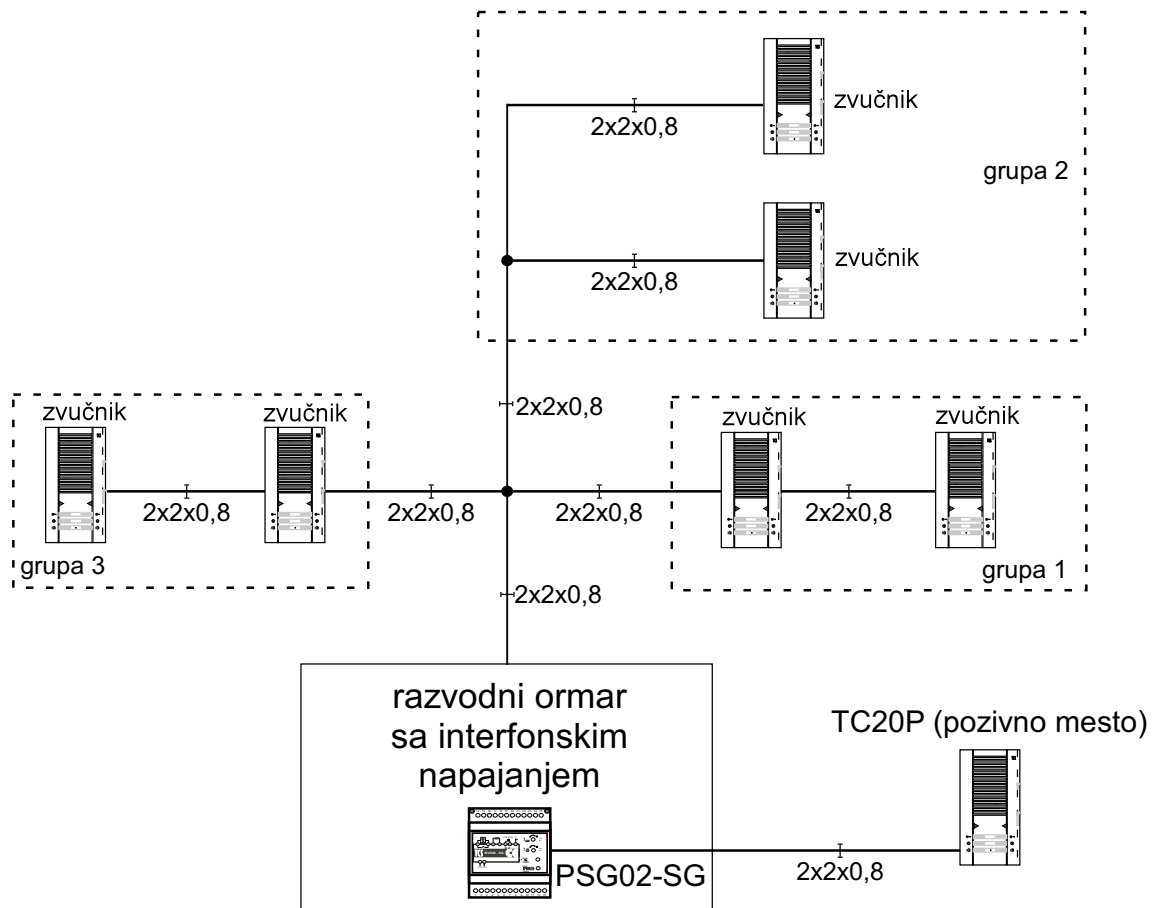 zvučnik
2x2x0,8
grupa 2
zvučnik
2x2x0,8
2x2x0,8
zvučnik
zvučnik
zvučnik
zvučnik
2x2x0,8
2x2x0,8
2x2x0,8
2x2x0,8
grupa 3
grupa 1
2x2x0,8
razvodni ormar
sa interfonskim
napajanjem
TC20P (pozivno mesto)
PSG02-SG
2x2x0,8